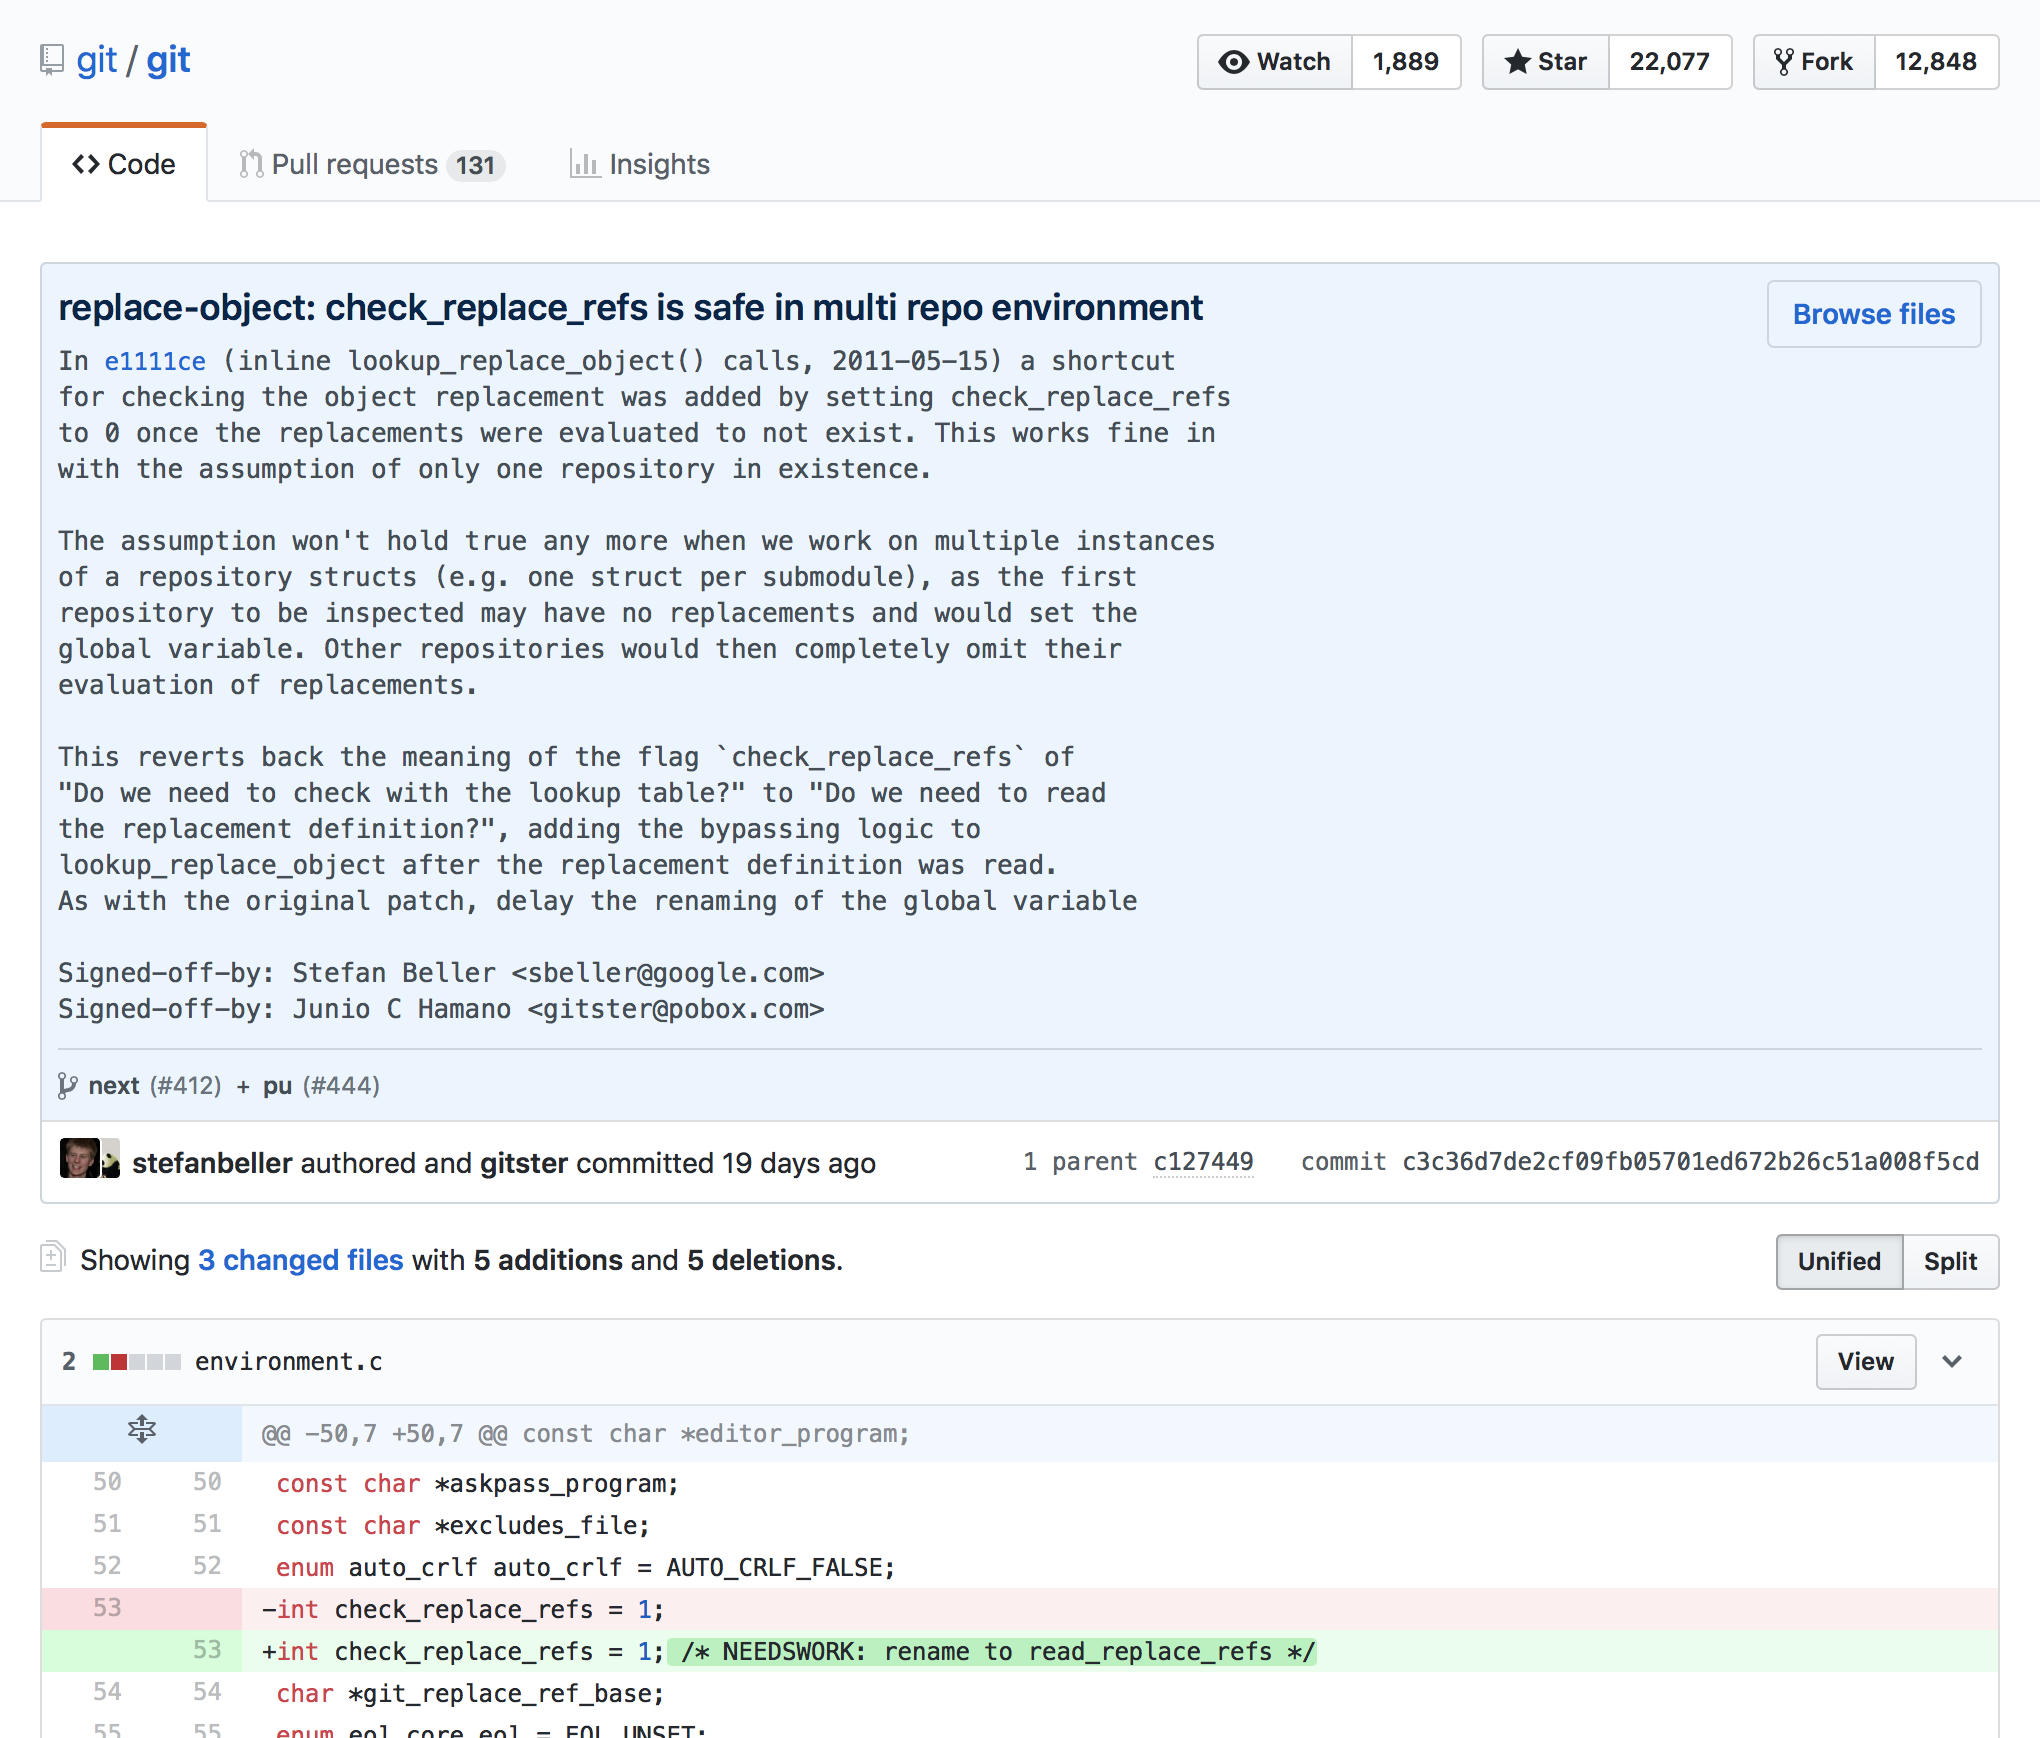 git / git
Watch 1,889 Star 22,077 Fork 12,848
Code Pull requests 131 Insights
replace-object: check_replace_refs is safe in multi repo environment
Browse files
In e1111ce (inline lookup_replace_object() calls, 2011-05-15) a shortcut
for checking the object replacement was added by setting check_replace_refs
to 0 once the replacements were evaluated to not exist. This works fine in
with the assumption of only one repository in existence.
The assumption won't hold true any more when we work on multiple instances
of a repository structs (e.g. one struct per submodule), as the first
repository to be inspected may have no replacements and would set the
global variable. Other repositories would then completely omit their
evaluation of replacements.
This reverts back the meaning of the flag `check_replace_refs` of
"Do we need to check with the lookup table?" to "Do we need to read
the replacement definition?", adding the bypassing logic to
lookup_replace_object after the replacement definition was read.
As with the original patch, delay the renaming of the global variable
Signed-off-by: Stefan Beller <sbeller@google.com>
Signed-off-by: Junio C Hamano <gitster@pobox.com>
next (#412) + pu (#444)
stefanbeller authored and gitster committed 19 days ago 1 parent c127449 commit c3c36d7de2cf09fb05701ed672b26c51a008f5cd
Showing 3 changed files with 5 additions and 5 deletions.
Unified Split
2 environment.c View
@@ -50,7 +50,7 @@ const char *editor_program;
50 50 const char *askpass_program;
51 51 const char *excludes_file;
52 52 enum auto_crlf auto_crlf = AUTO_CRLF_FALSE;
53 -int check_replace_refs = 1;
53 +int check_replace_refs = 1; /* NEEDSWORK: rename to read_replace_refs */
54 54 char *git_replace_ref_base;
55 55 enum eol core_eol = EOL_UNSET;